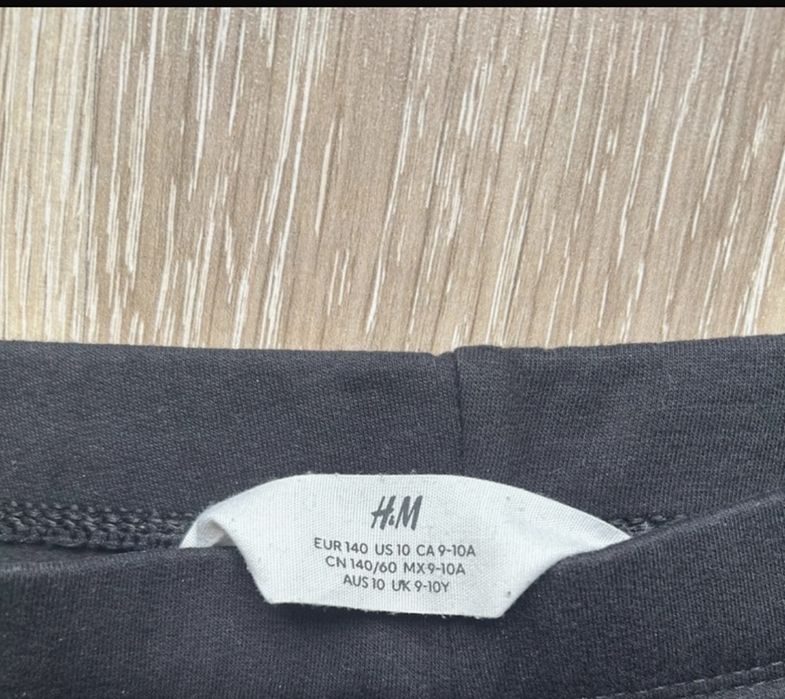 H&M
EUR 140 US 10 CA 9-10A
CN 140/60 MX 9-10A
AUS 10 UK 9-10Y